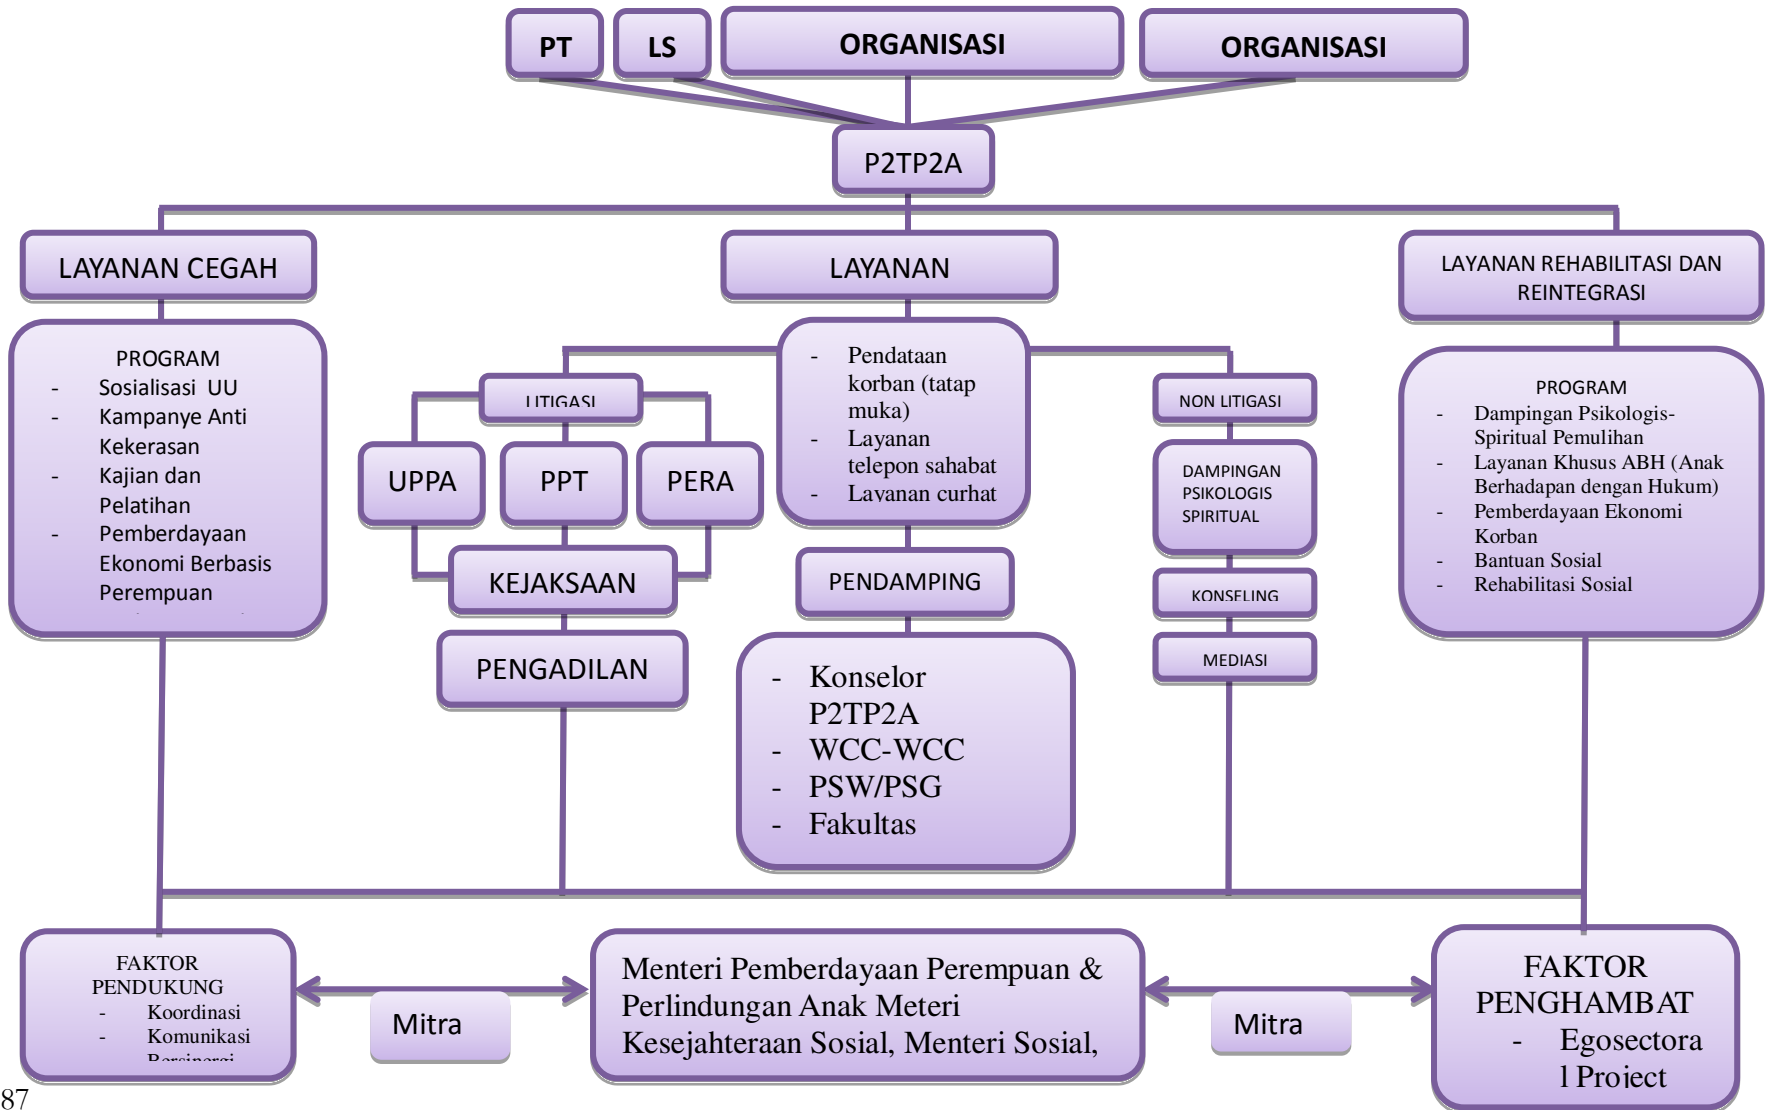 PT
LS
ORGANISASI
ORGANISASI
P2TP2A
LAYANAN CEGAH
LAYANAN
LAYANAN REHABILITASI DAN
REINTEGRASI
PROGRAM
- Sosialisasi UU
- Kampanye Anti
Kekerasan
- Kajian dan
Pelatihan
- Pemberdayaan
Ekonomi Berbasis
Perempuan
LITIGASI
UPPA
PPT
PERA
KEJAKSAAN
PENGADILAN
- Pendataan
korban (tatap
muka)
- Layanan
telepon sahabat
- Layanan curhat
PENDAMPING
- Konselor
P2TP2A
- WCC-WCC
- PSW/PSG
- Fakultas
NON LITIGASI
DAMPINGAN
PSIKOLOGIS
SPIRITUAL
KONSELING
MEDIASI
PROGRAM
- Dampingan Psikologis-
Spiritual Pemulihan
- Layanan Khusus ABH (Anak
Berhadapan dengan Hukum)
- Pemberdayaan Ekonomi
Korban
- Bantuan Sosial
- Rehabilitasi Sosial
FAKTOR
PENDUKUNG
- Koordinasi
- Komunikasi
Bersinergi
Mitra
Menteri Pemberdayaan Perempuan &
Perlindungan Anak Meteri
Kesejahteraan Sosial, Menteri Sosial,
Mitra
FAKTOR
PENGHAMBAT
- Egosectora
l Project
87